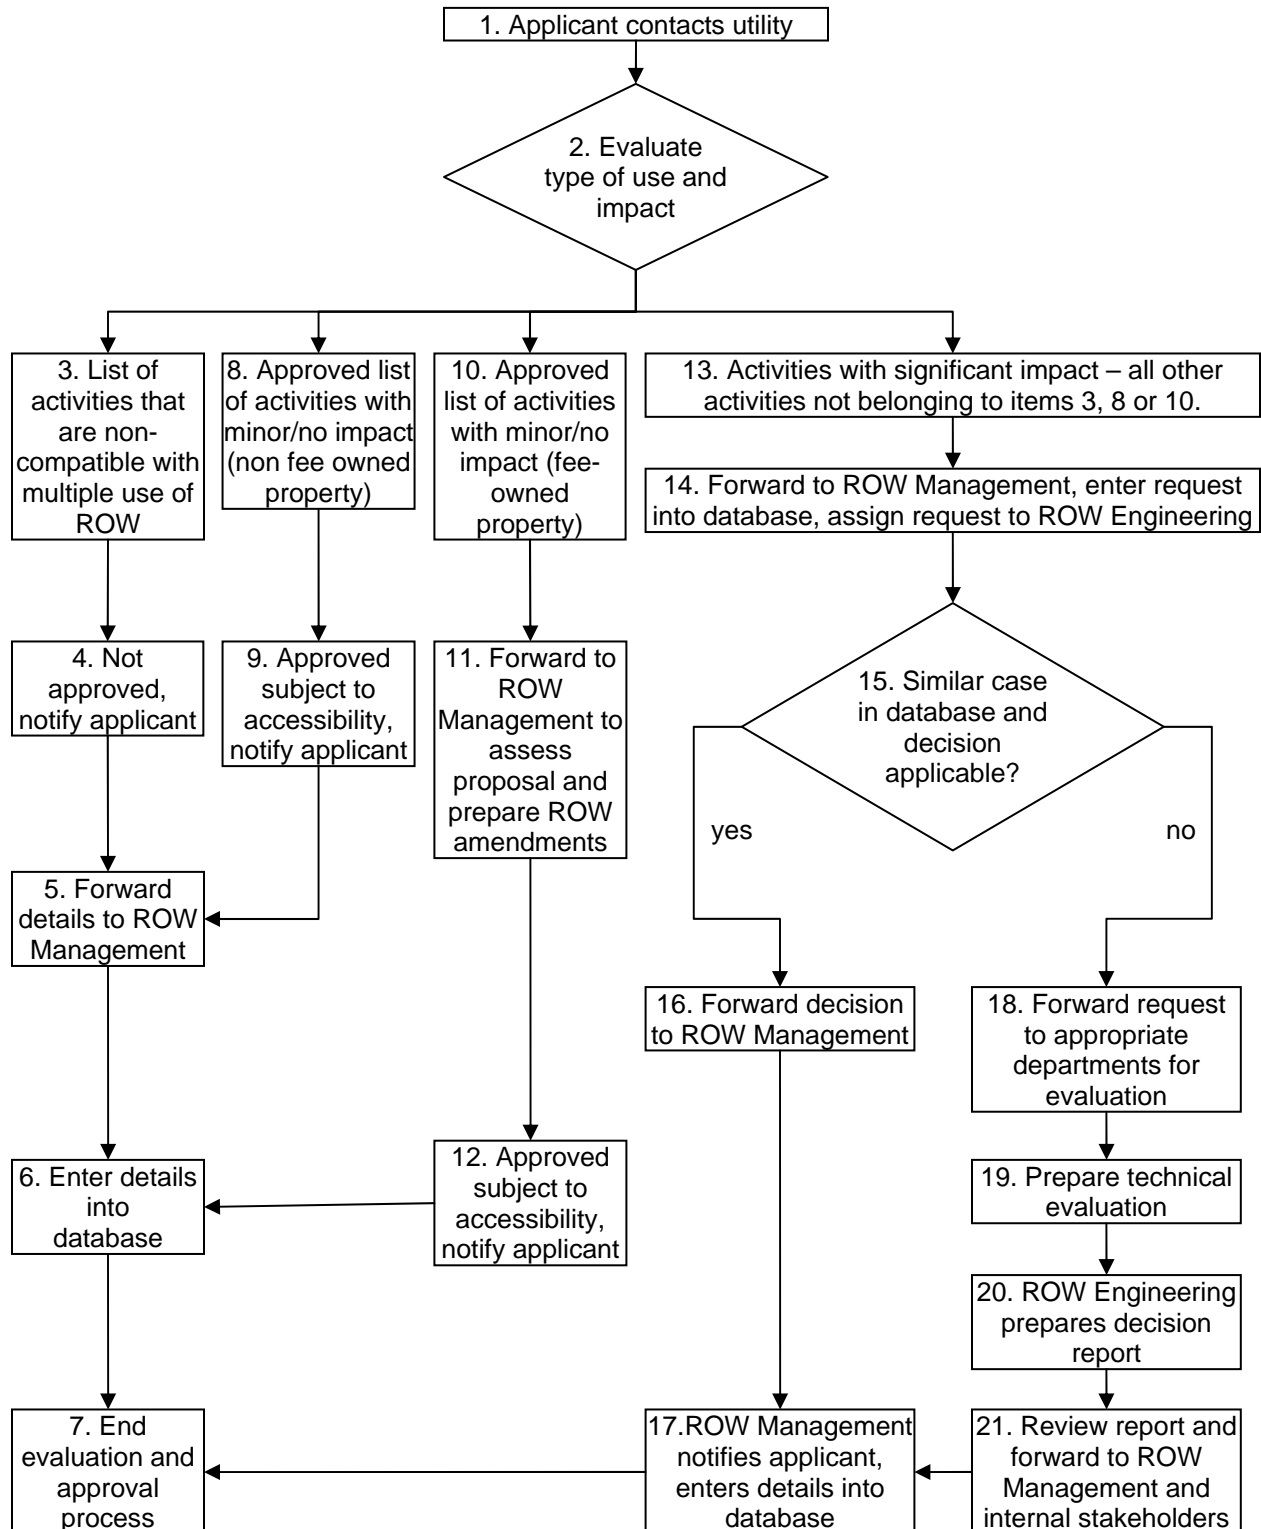 1. Applicant contacts utility
2. Evaluate
type of use and
impact
3. List of
activities that
are non-
compatible with
multiple use of
ROW
8. Approved list
of activities with
minor/no impact
(non fee owned
property)
10. Approved
list of activities
with minor/no
impact (fee-
owned
property)
13. Activities with significant impact – all other
activities not belonging to items 3, 8 or 10.
14. Forward to ROW Management, enter request
into database, assign request to ROW Engineering
4. Not
approved,
notify applicant
9. Approved
subject to
accessibility,
notify applicant
11. Forward to
ROW
Management to
assess
proposal and
prepare ROW
amendments
15. Similar case
in database and
decision
applicable?
yes
no
5. Forward
details to ROW
Management
16. Forward decision
to ROW Management
18. Forward request
to appropriate
departments for
evaluation
6. Enter details
into
database
12. Approved
subject to
accessibility,
notify applicant
19. Prepare technical
evaluation
20. ROW Engineering
prepares decision
report
7. End
evaluation and
approval
process
17.ROW Management
notifies applicant,
enters details into
database
21. Review report and
forward to ROW
Management and
internal stakeholders